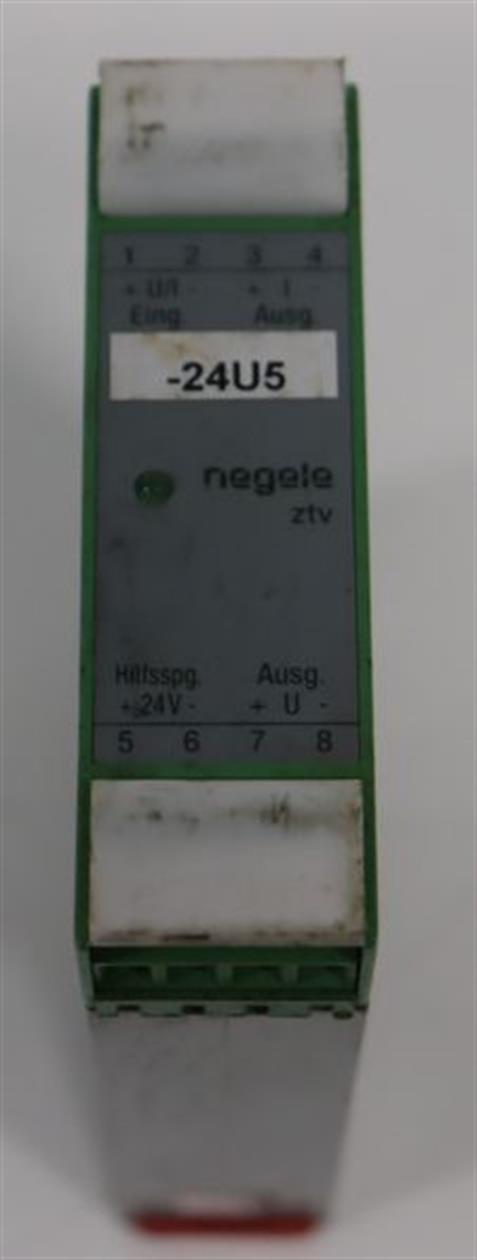 1 2 3 4
+ U/I - + I -
Eing. Ausg.
-24U5
negele
ztv
Hilfsspg. Ausg.
+ 24V - + U -
5 6 7 8